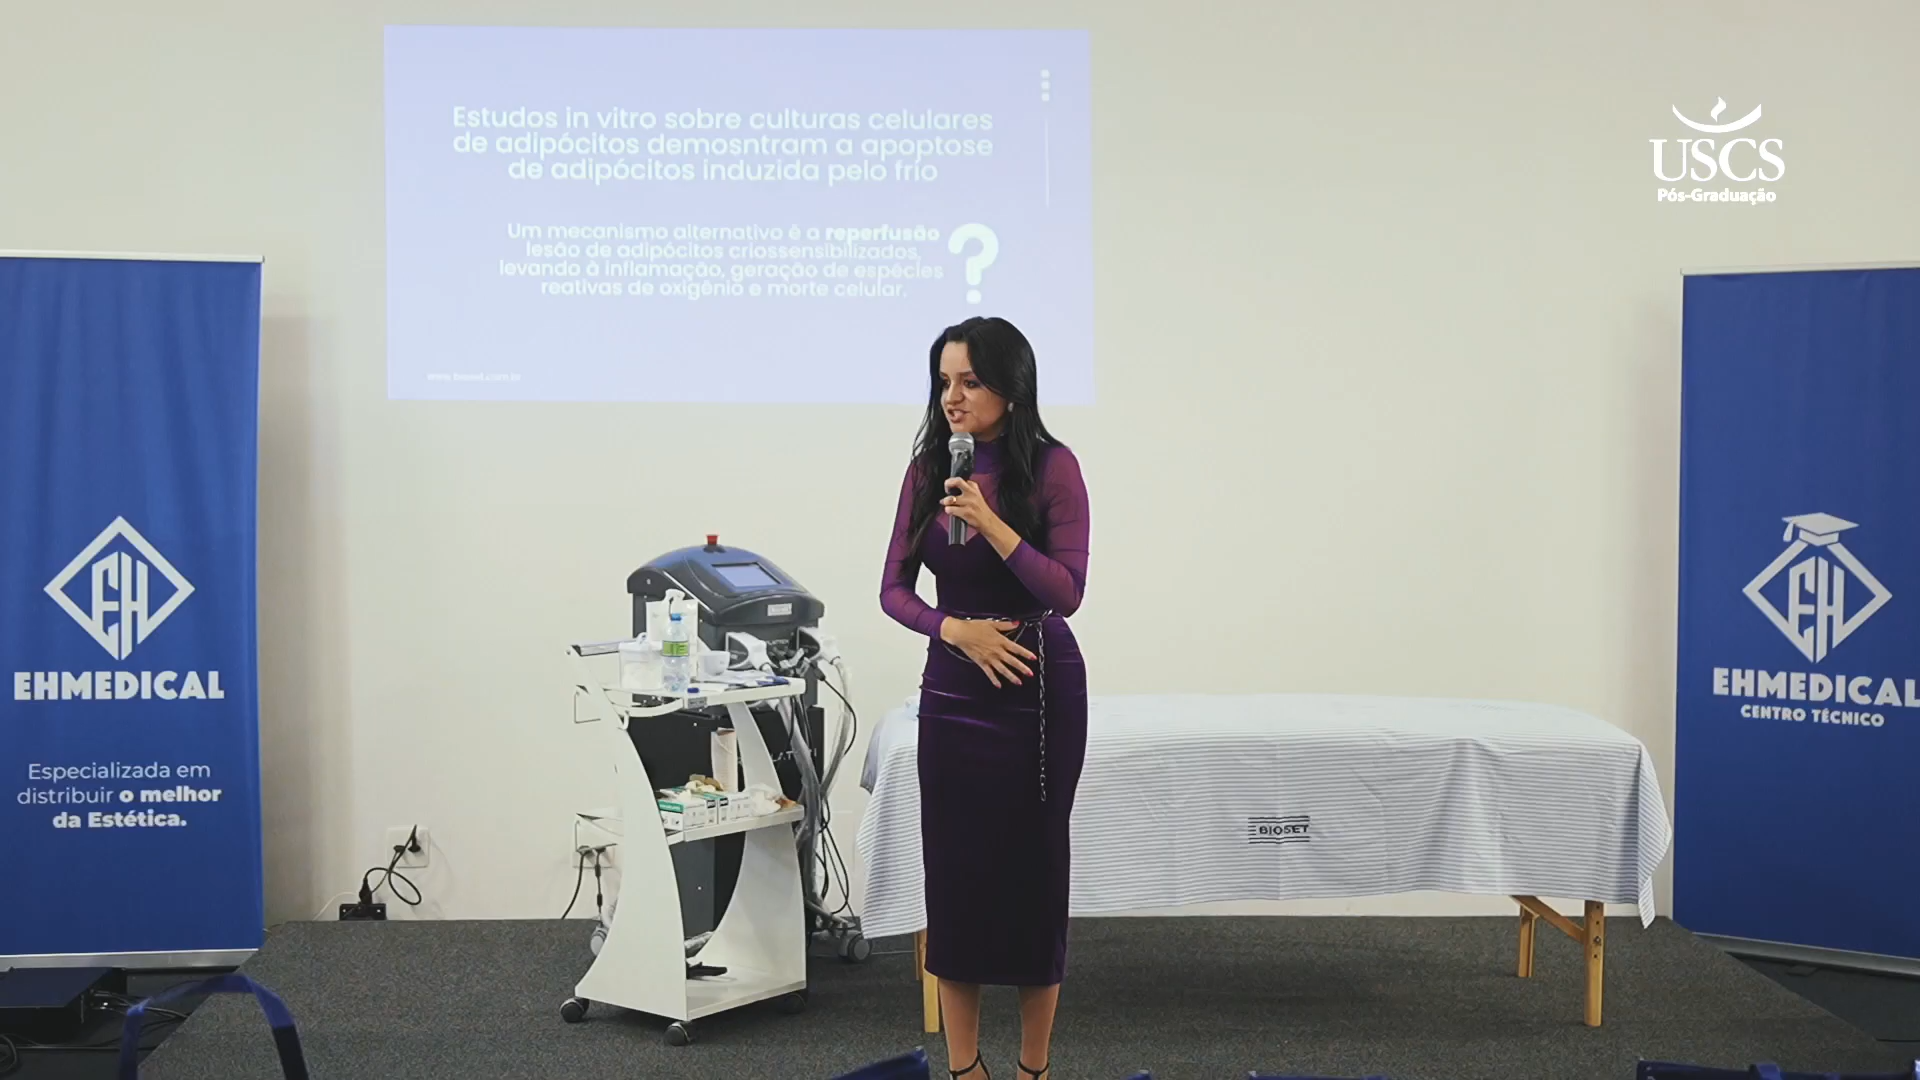 Estudos in vitro sobre culturas celulares
de adipócitos demosntram a apoptose
de adipócitos induzida pelo frio
Um mecanismo alternativo é a reperfusão
lesão de adipócitos criossensibilizados,
levando à inflamação, geração de espécies
reativas de oxigênio e morte celular.
?
USCS
Pós-Graduação
EH
EHMEDICAL
Especializada em
distribuir o melhor
da Estética.
BIOSET
EH
EHMEDICAL
CENTRO TÉCNICO